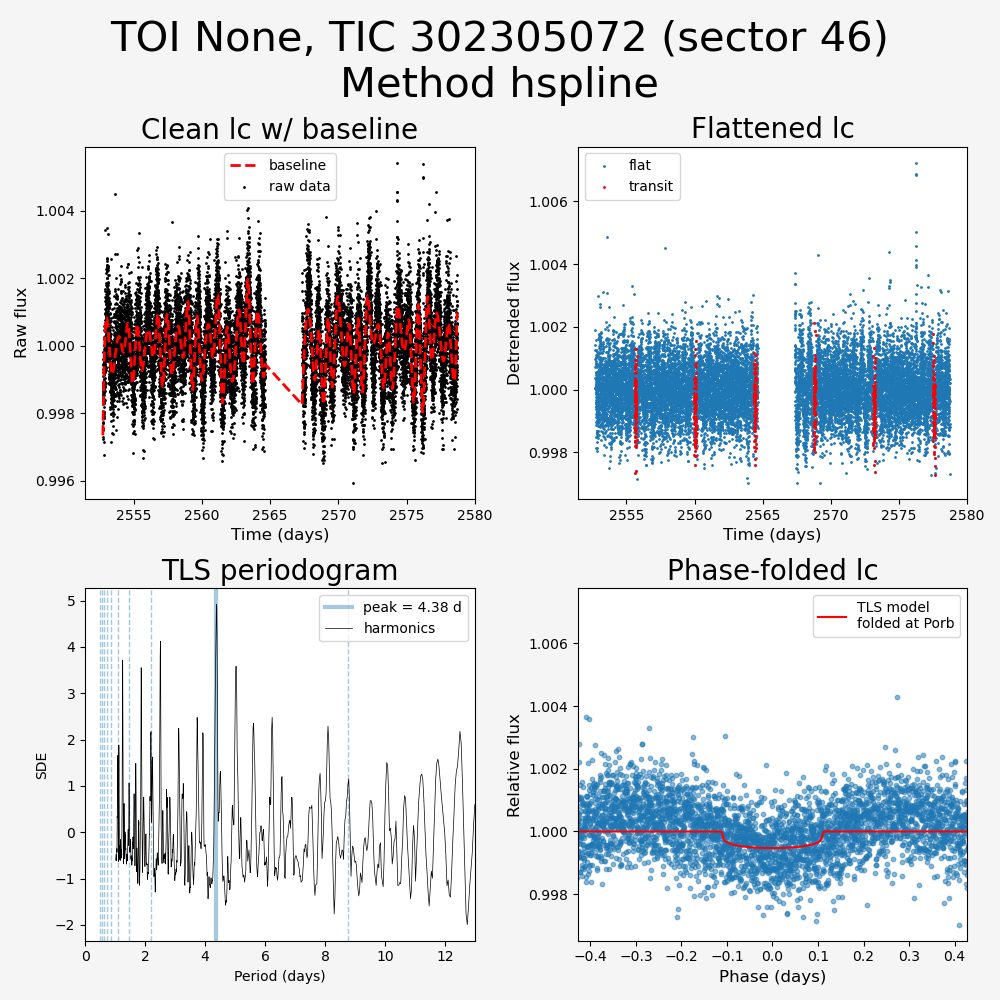 TOI None, TIC 302305072 (sector 46)
Method hspline
Clean lc w/ baseline
baseline
raw data
1.004
1.002
1.000
0.998
0.996
Raw flux
2555
2560
2565
2570
2575
2580
Time (days)
Flattened lc
flat
transit
1.006
1.004
1.002
1.000
0.998
Detrended flux
2555
2560
2565
2570
2575
2580
Time (days)
TLS periodogram
peak = 4.38 d
harmonics
5
4
3
2
1
0
−1
−2
SDE
0
2
4
6
8
10
12
Period (days)
Phase-folded lc
TLS model
folded at Porb
1.006
1.004
1.002
1.000
0.998
Relative flux
−0.4
−0.3
−0.2
−0.1
0.0
0.1
0.2
0.3
0.4
Phase (days)